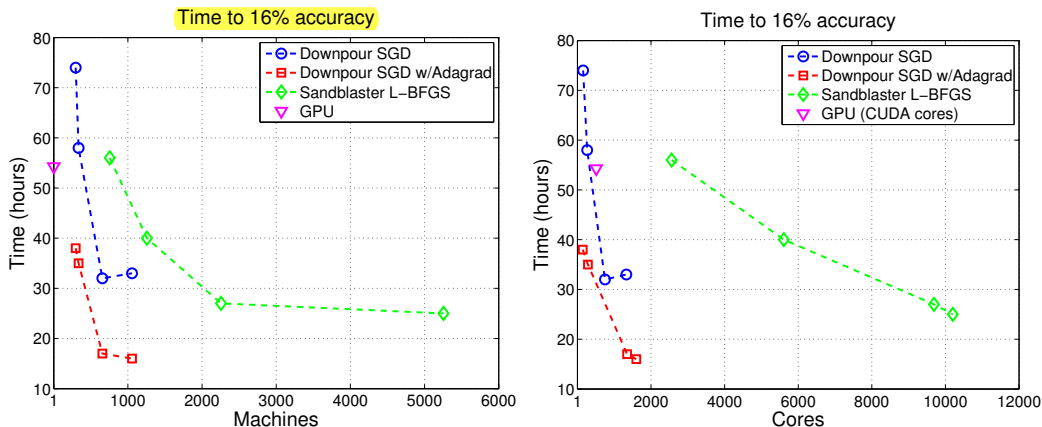 Time to 16% accuracy
80
70
60
50
40
30
20
10
Time (hours)
1
1000
2000
3000
4000
5000
6000
Machines
Downpour SGD
Downpour SGD w/Adagrad
Sandblaster L−BFGS
GPU
Time to 16% accuracy
80
70
60
50
40
30
20
10
Time (hours)
1
2000
4000
6000
8000
10000
12000
Cores
Downpour SGD
Downpour SGD w/Adagrad
Sandblaster L−BFGS
GPU (CUDA cores)